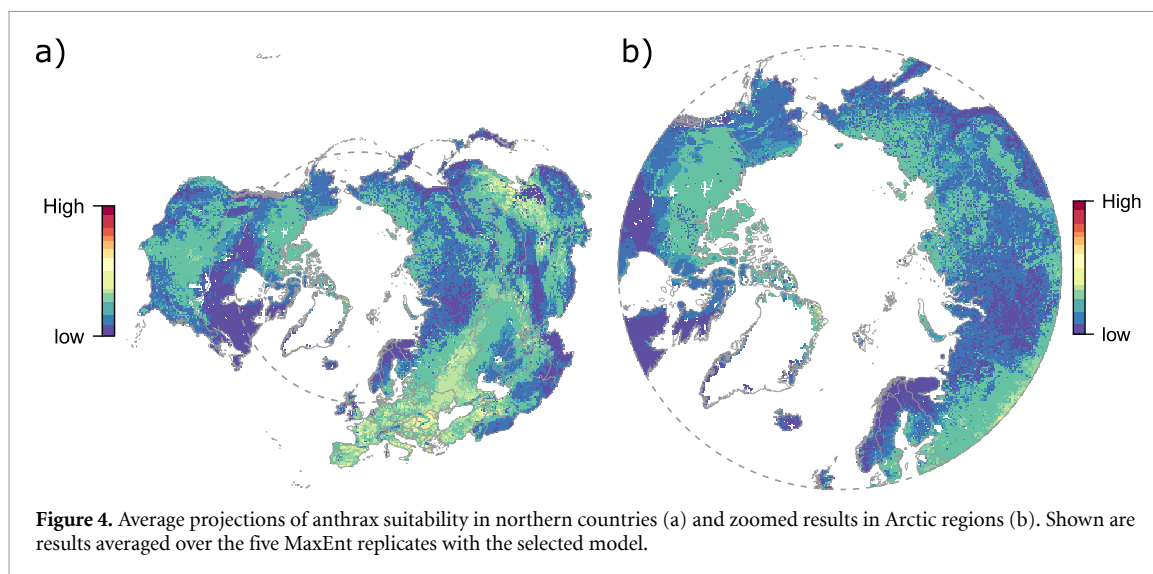 a)
b)
High
low
High
low
Figure 4. Average projections of anthrax suitability in northern countries (a) and zoomed results in Arctic regions (b). Shown are
results averaged over the five MaxEnt replicates with the selected model.